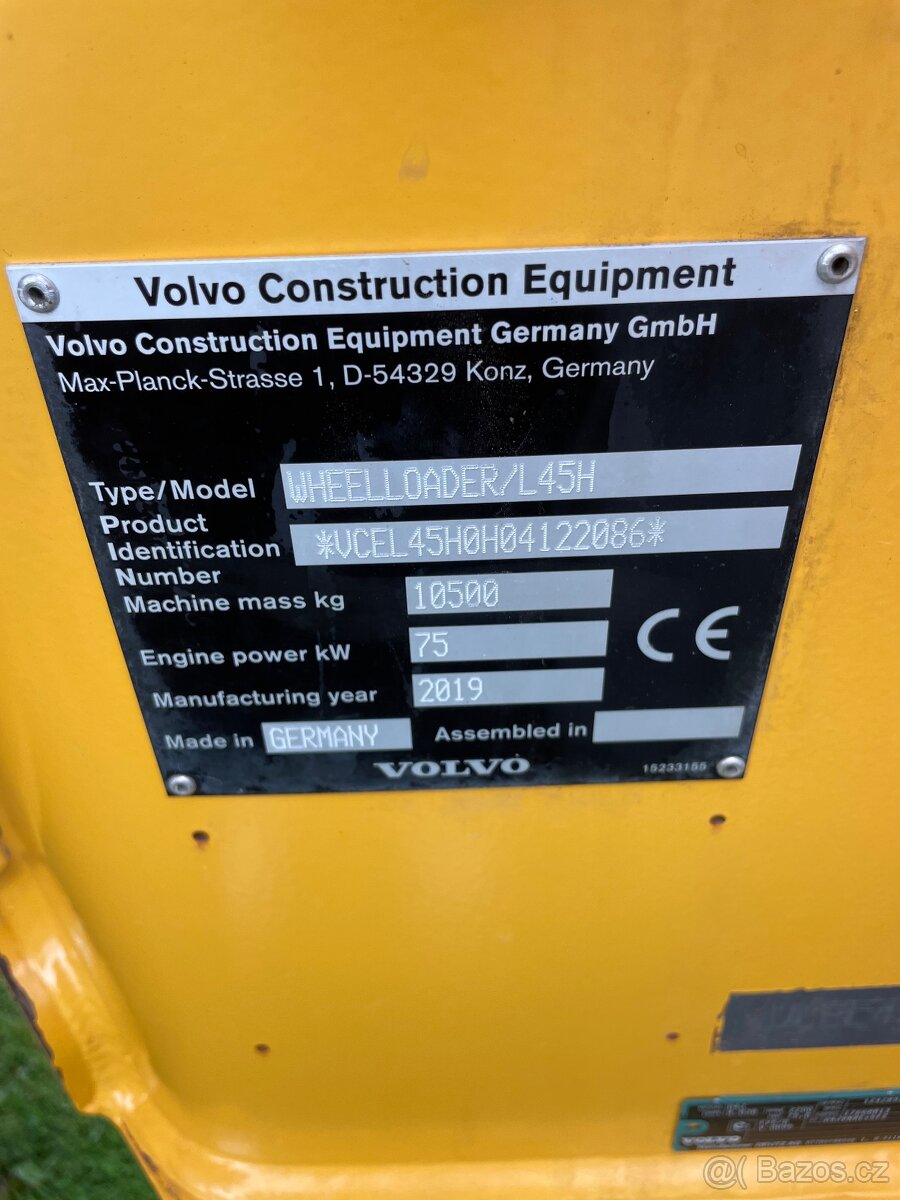 Volvo Construction Equipment
Volvo Construction Equipment Germany GmbH
Max-Planck-Strasse 1, D-54329 Konz, Germany
Type/Model WHEELLOADER/L45H
Product
Identification *VCEL45H0H04122086*
Number
Machine mass kg 10500
Engine power kW 75
Manufacturing year 2019
Made in GERMANY Assembled in
VOLVO 15233155
CE
VOLVO
@ Bazos.cz